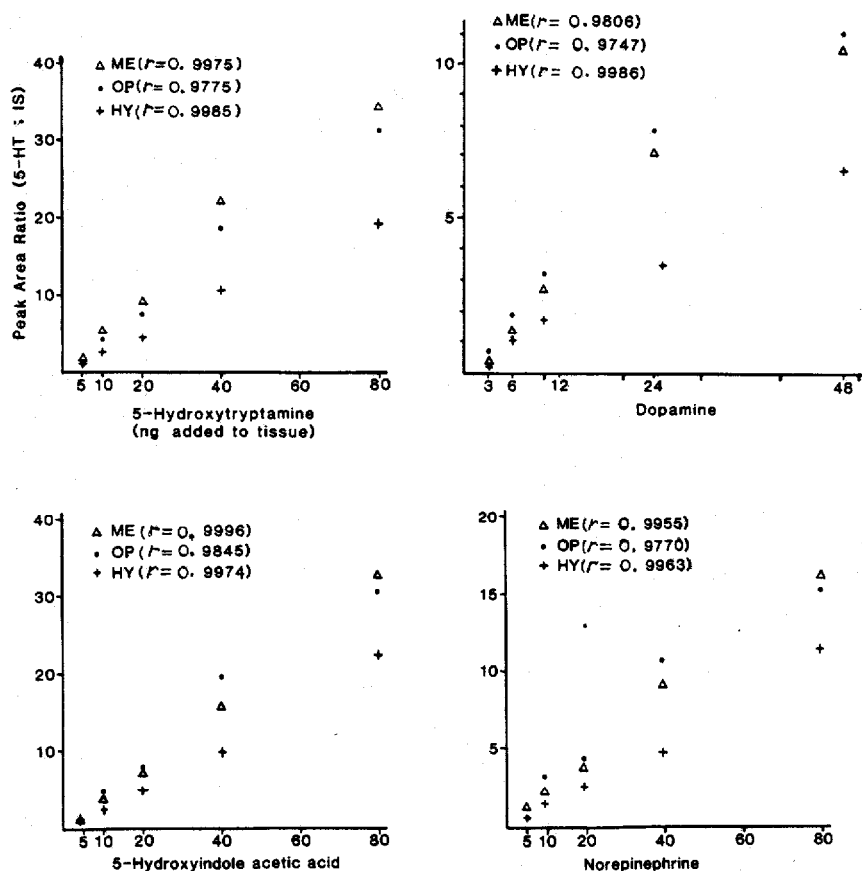 Peak Area Ratio (5-HT : IS)
40
30
20
10
△ ME(r=0. 9975)
• OP(r=0. 9775)
+ HY(r=0. 9985)
5 10 20 40 80
5-Hydroxytryptamine
(ng added to tissue)
10
5
△ ME(r= 0. 9806)
• OP(r= 0. 9747)
+ HY(r= 0. 9986)
3 6 12 24 48
Dopamine
40
30
20
10
△ ME(r=0. 9996)
• OP(r=0. 9845)
+ HY(r=0. 9974)
5 10 20 40 80
5-Hydroxyindole acetic acid
20
15
10
5
△ ME(r= 0. 9955)
• OP(r= 0. 9770)
+ HY(r= 0. 9963)
5 10 20 40 80
Norepinephrine